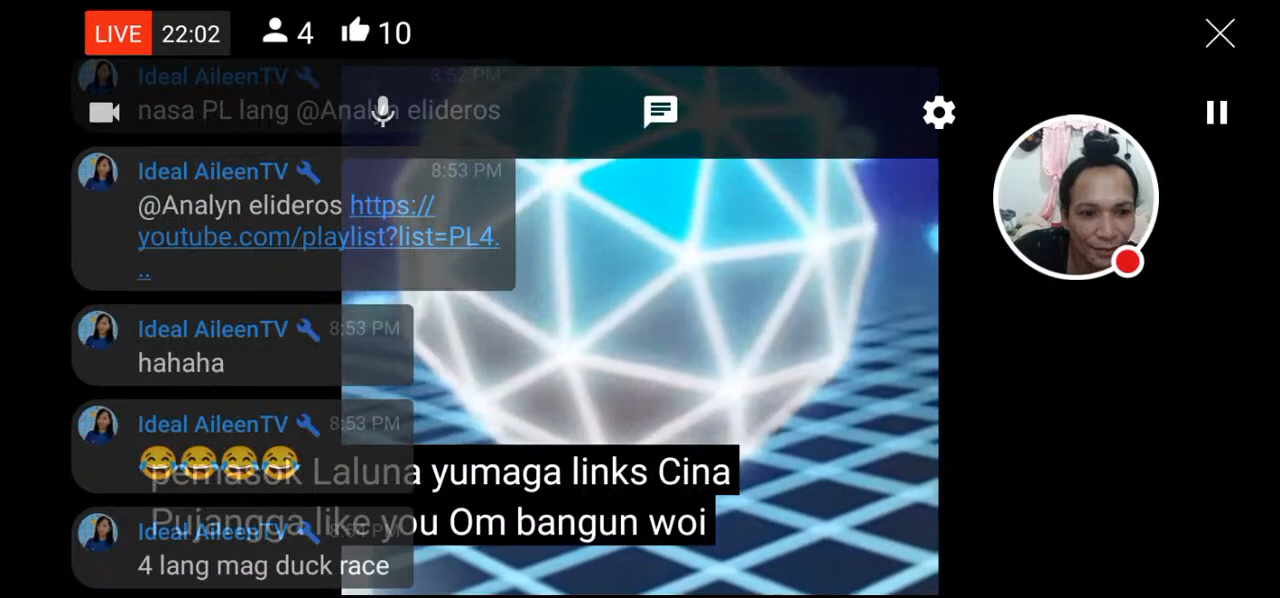 LIVE 22:02 4 10
Ideal AileenTV 8:52 PM
nasa PL lang @Analyn elideros
Ideal AileenTV 8:53 PM
@Analyn elideros https://
youtube.com/playlist?list=PL4.
..
Ideal AileenTV 8:53 PM
hahaha
Ideal AileenTV 8:53 PM
😂😂😂😂
pemasok Laluna yumaga links Cina
Pujangga like you Om bangun woi
Ideal AileenTV 8:54 PM
4 lang mag duck race